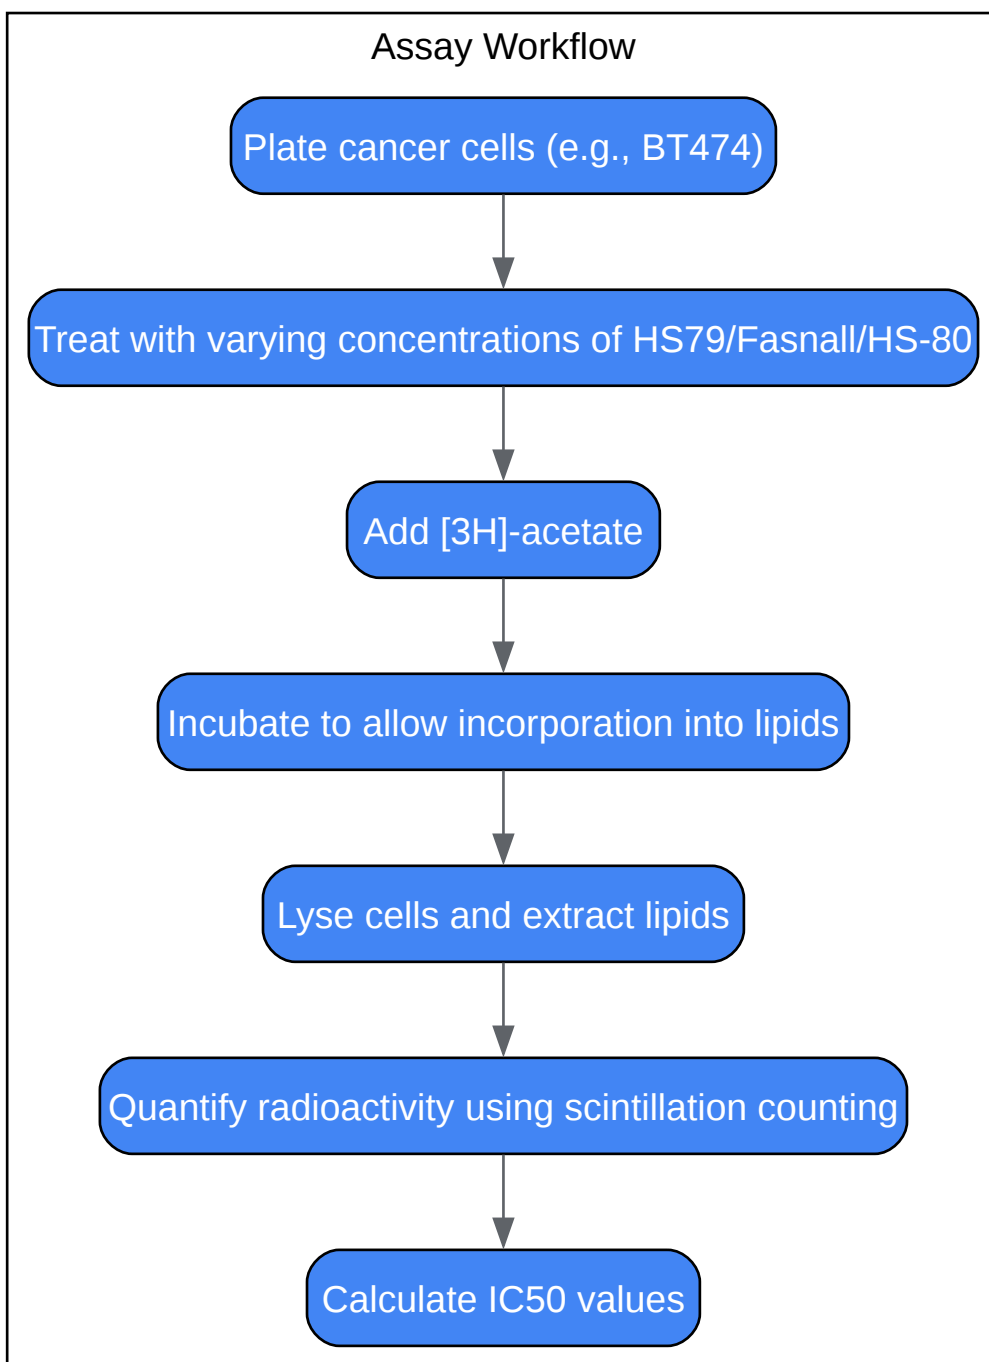 Assay Workflow
Plate cancer cells (e.g., BT474)
Treat with varying concentrations of HS79/Fasnall/HS-80
Add [3H]-acetate
Incubate to allow incorporation into lipids
Lyse cells and extract lipids
Quantify radioactivity using scintillation counting
Calculate IC50 values